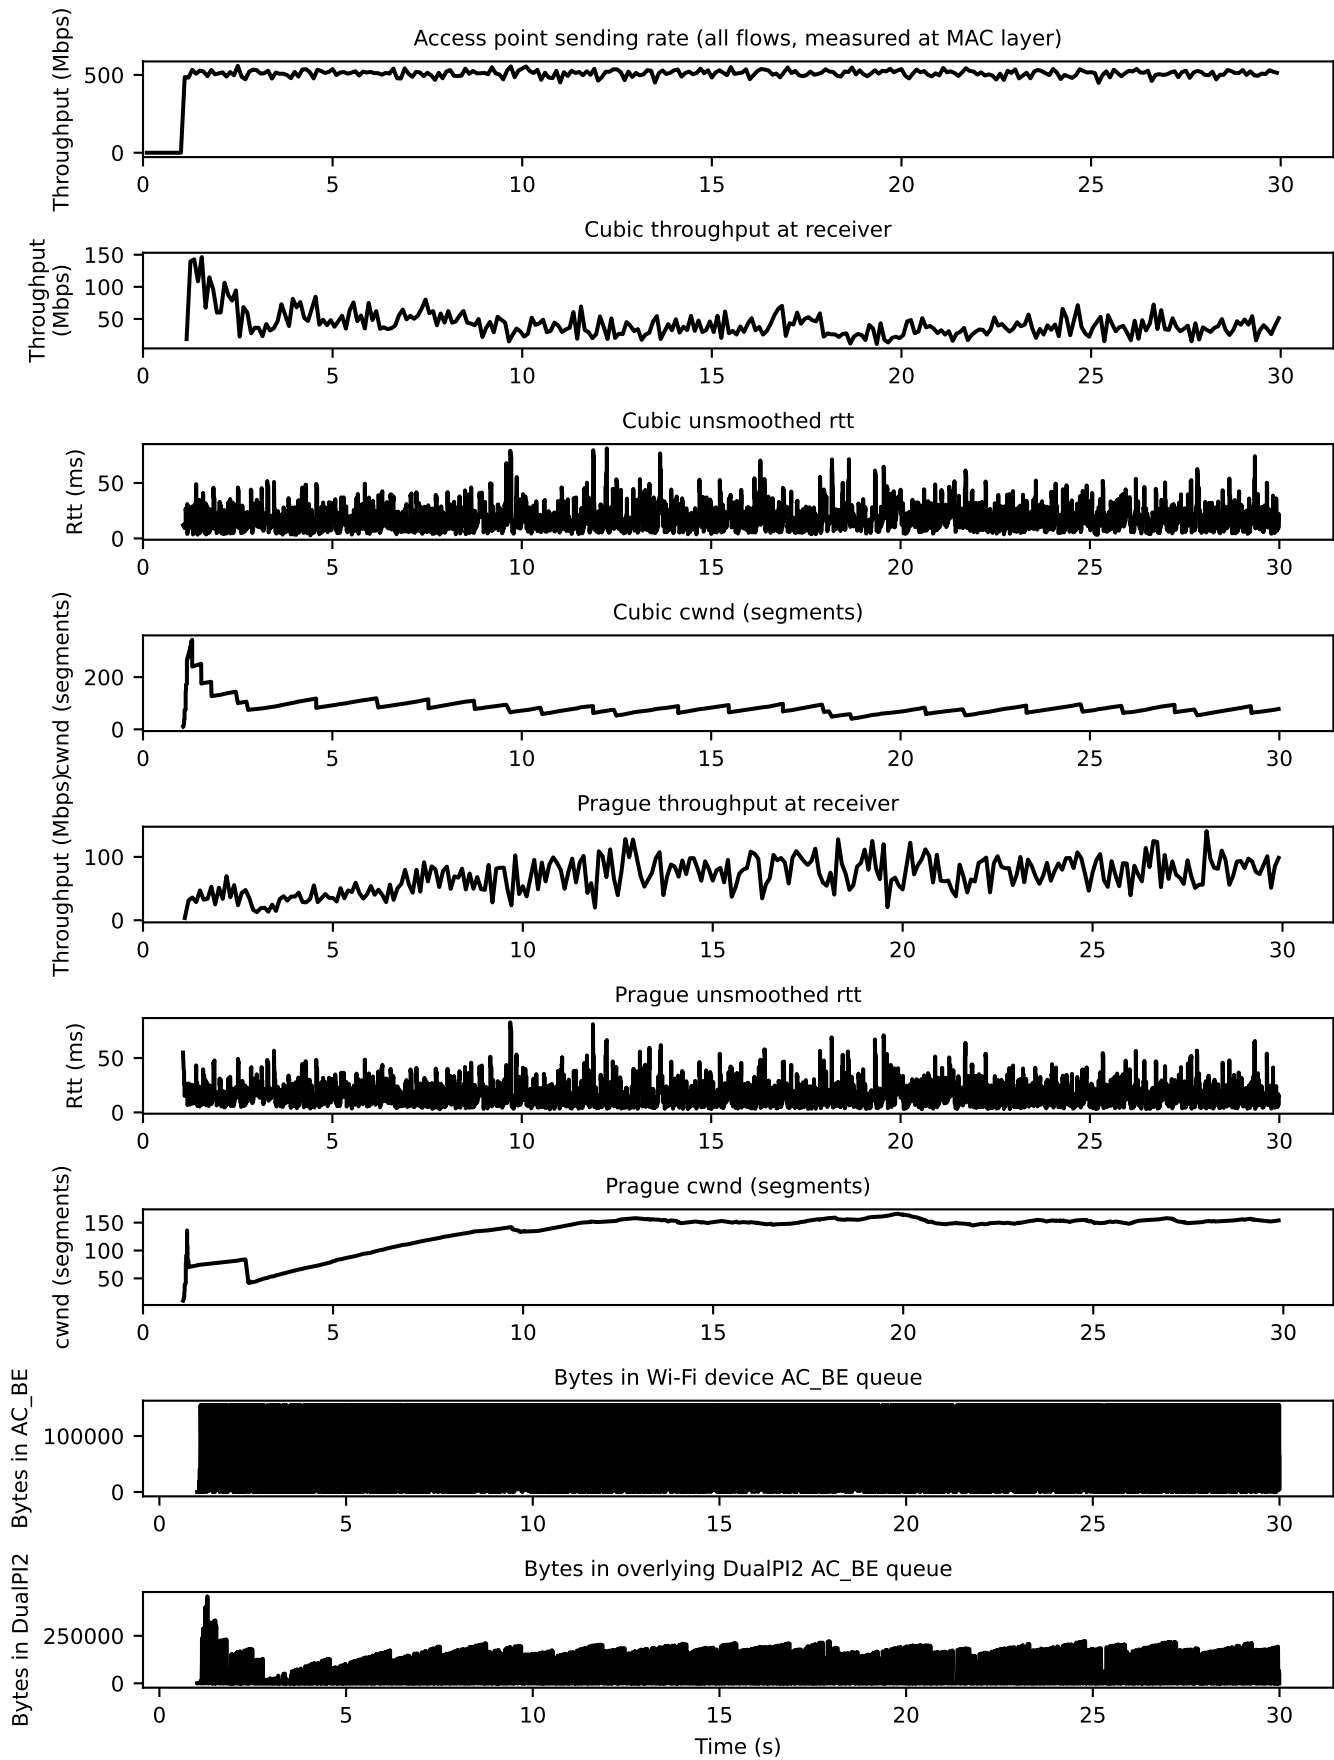 Access point sending rate (all flows, measured at MAC layer)
Throughput (Mbps)
500
0
0 5 10 15 20 25 30
Cubic throughput at receiver
Throughput
(Mbps)
150
100
50
0 5 10 15 20 25 30
Cubic unsmoothed rtt
Rtt (ms)
50
0
0 5 10 15 20 25 30
Cubic cwnd (segments)
cwnd (segments)
200
0
0 5 10 15 20 25 30
Prague throughput at receiver
Throughput (Mbps)
100
0
0 5 10 15 20 25 30
Prague unsmoothed rtt
Rtt (ms)
50
0
0 5 10 15 20 25 30
Prague cwnd (segments)
cwnd (segments)
150
100
50
0 5 10 15 20 25 30
Bytes in Wi-Fi device AC_BE queue
Bytes in AC_BE
100000
0
0 5 10 15 20 25 30
Bytes in overlying DualPI2 AC_BE queue
Bytes in DualPI2
250000
0
0 5 10 15 20 25 30
Time (s)